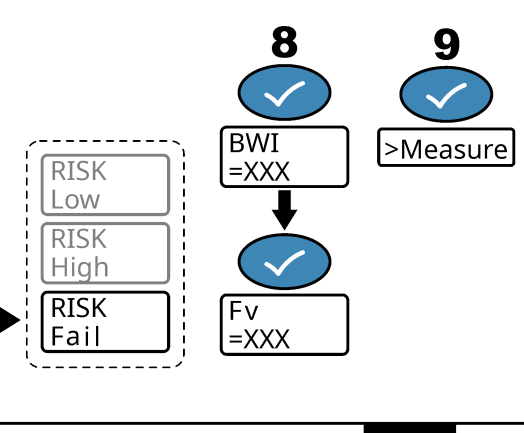 8
9
BWI
=XXX
>Measure
RISK
Low
RISK
High
RISK
Fail
Fv
=XXX